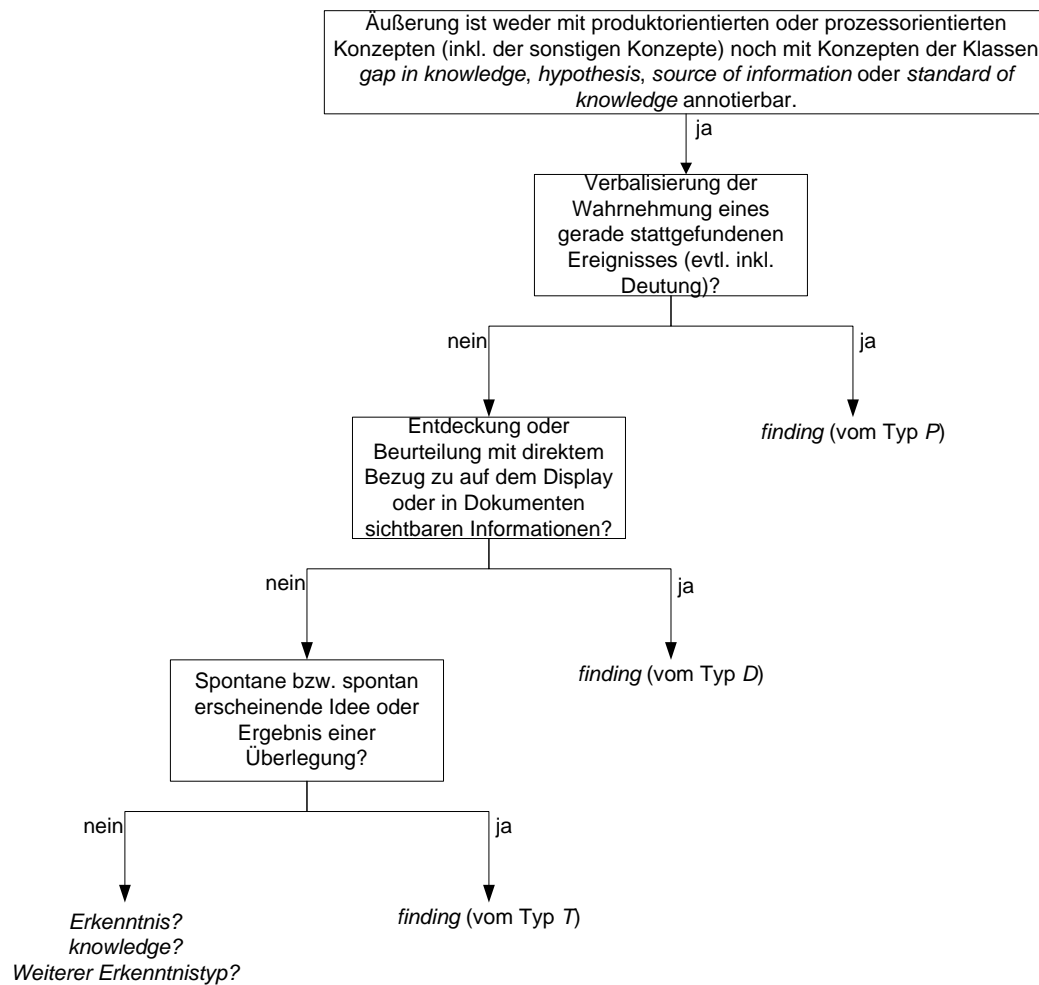 Äußerung ist weder mit produktorientierten oder prozessorientierten
Konzepten (inkl. der sonstigen Konzepte) noch mit Konzepten der Klassen
gap in knowledge, hypothesis, source of information oder standard of
knowledge annotierbar.
ja
Verbalisierung der
Wahrnehmung eines
gerade stattgefundenen
Ereignisses (evtl. inkl.
Deutung)?
nein
ja
Entdeckung oder
Beurteilung mit direktem
Bezug zu auf dem Display
oder in Dokumenten
sichtbaren Informationen?
finding (vom Typ P)
nein
ja
Spontane bzw. spontan
erscheinende Idee oder
Ergebnis einer
Überlegung?
finding (vom Typ D)
nein
ja
Erkenntnis?
knowledge?
Weiterer Erkenntnistyp?
finding (vom Typ T)